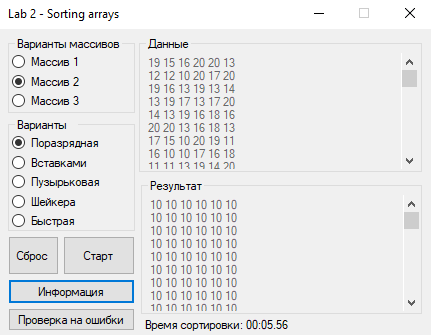 Lab 2 - Sorting arrays
Варианты массивов
Массив 1
Массив 2
Массив 3
Варианты
Поразрядная
Вставками
Пузырьковая
Шейкера
Быстрая
Сброс
Старт
Информация
Проверка на ошибки
Данные
19 15 16 20 20 13
12 12 10 20 17 20
19 16 13 19 13 14
13 19 17 13 17 20
14 13 19 16 18 16
20 20 13 16 18 13
17 15 10 20 19 11
16 10 10 17 16 18
11 11 13 19 14 20
Результат
10 10 10 10 10 10
10 10 10 10 10 10
10 10 10 10 10 10
10 10 10 10 10 10
10 10 10 10 10 10
10 10 10 10 10 10
10 10 10 10 10 10
10 10 10 10 10 10
10 10 10 10 10 10
Время сортировки: 00:05.56